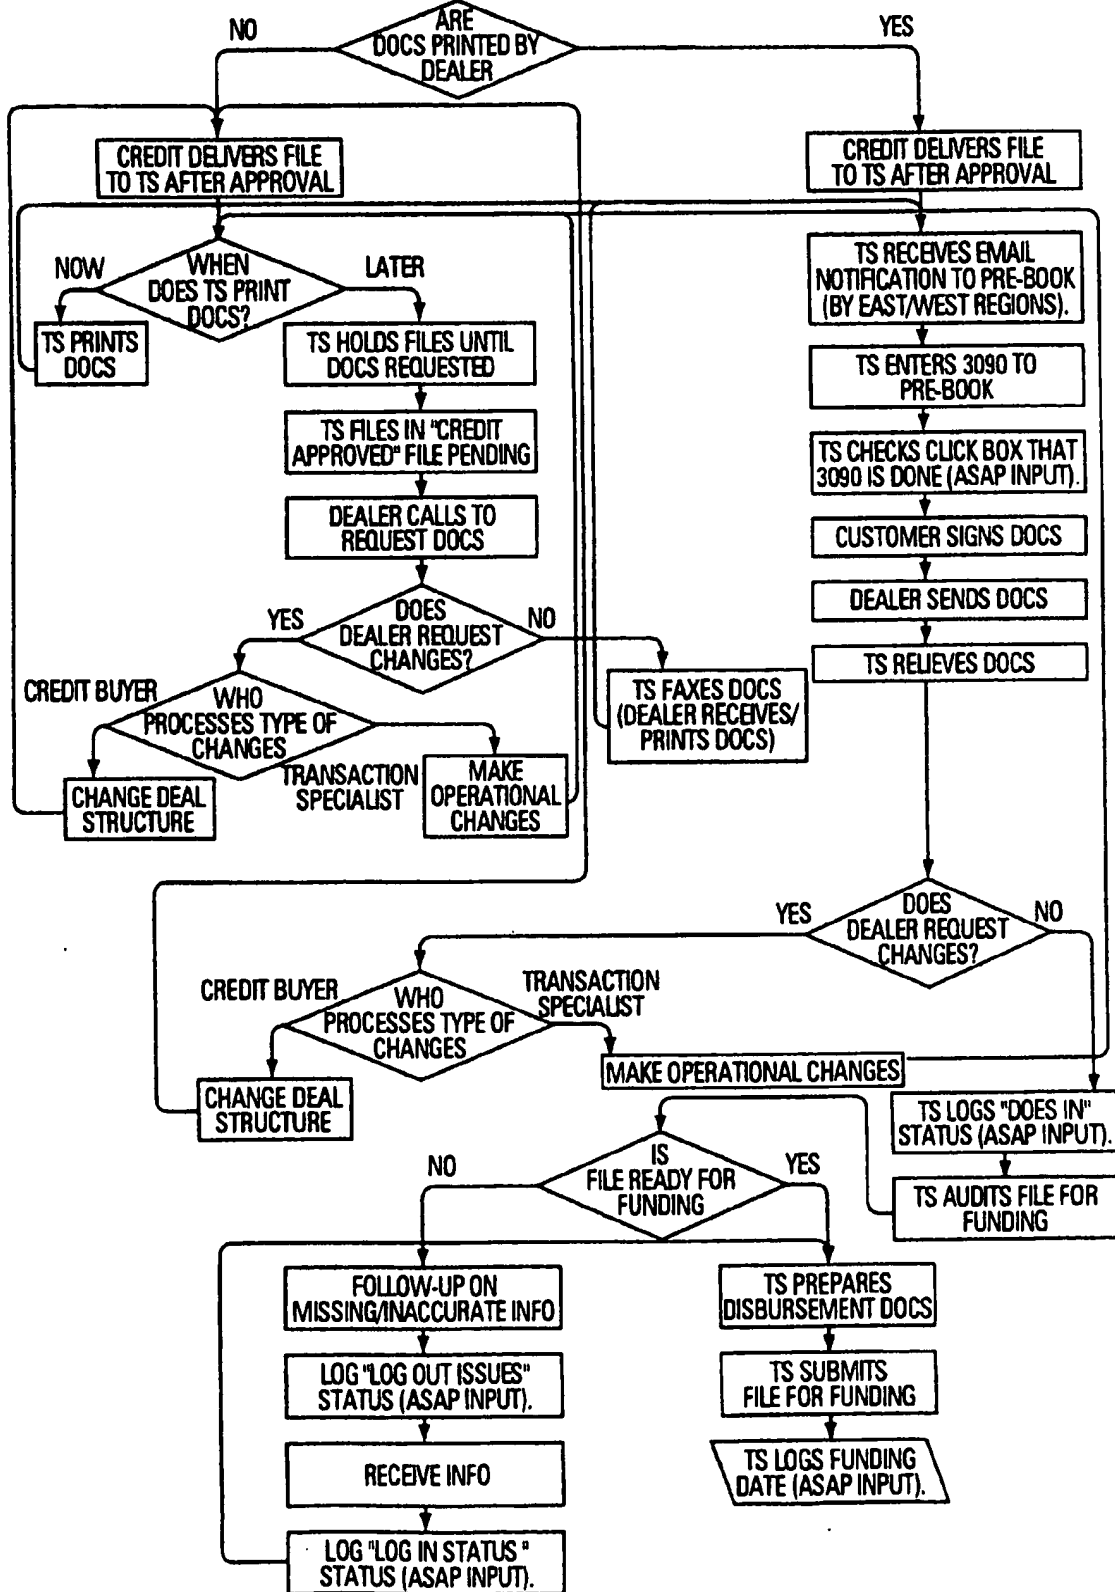 ARE
DOCS PRINTED BY
DEALER
NO
YES
CREDIT DELIVERS FILE
TO TS AFTER APPROVAL
CREDIT DELIVERS FILE
TO TS AFTER APPROVAL
NOW
WHEN
DOES TS PRINT
DOCS?
LATER
TS PRINTS
DOCS
TS HOLDS FILES UNTIL
DOCS REQUESTED
TS FILES IN "CREDIT
APPROVED" FILE PENDING
DEALER CALLS TO
REQUEST DOCS
YES
DOES
DEALER REQUEST
CHANGES?
NO
CREDIT BUYER
WHO
PROCESSES TYPE OF
CHANGES
TRANSACTION
SPECIALIST
CHANGE DEAL
STRUCTURE
MAKE
OPERATIONAL
CHANGES
TS FAXES DOCS
(DEALER RECEIVES/
PRINTS DOCS)
TS RECEIVES EMAIL
NOTIFICATION TO PRE-BOOK
(BY EAST/WEST REGIONS).
TS ENTERS 3090 TO
PRE-BOOK
TS CHECKS CLICK BOX THAT
3090 IS DONE (ASAP INPUT).
CUSTOMER SIGNS DOCS
DEALER SENDS DOCS
TS RELIEVES DOCS
YES
DOES
DEALER REQUEST
CHANGES?
NO
CREDIT BUYER
WHO
PROCESSES TYPE OF
CHANGES
TRANSACTION
SPECIALIST
CHANGE DEAL
STRUCTURE
MAKE OPERATIONAL CHANGES
TS LOGS "DOES IN"
STATUS (ASAP INPUT).
TS AUDITS FILE FOR
FUNDING
NO
IS
FILE READY FOR
FUNDING
YES
FOLLOW-UP ON
MISSING/INACCURATE INFO
LOG "LOG OUT ISSUES"
STATUS (ASAP INPUT).
RECEIVE INFO
LOG "LOG IN STATUS "
STATUS (ASAP INPUT).
TS PREPARES
DISBURSEMENT DOCS
TS SUBMITS
FILE FOR FUNDING
TS LOGS FUNDING
DATE (ASAP INPUT).